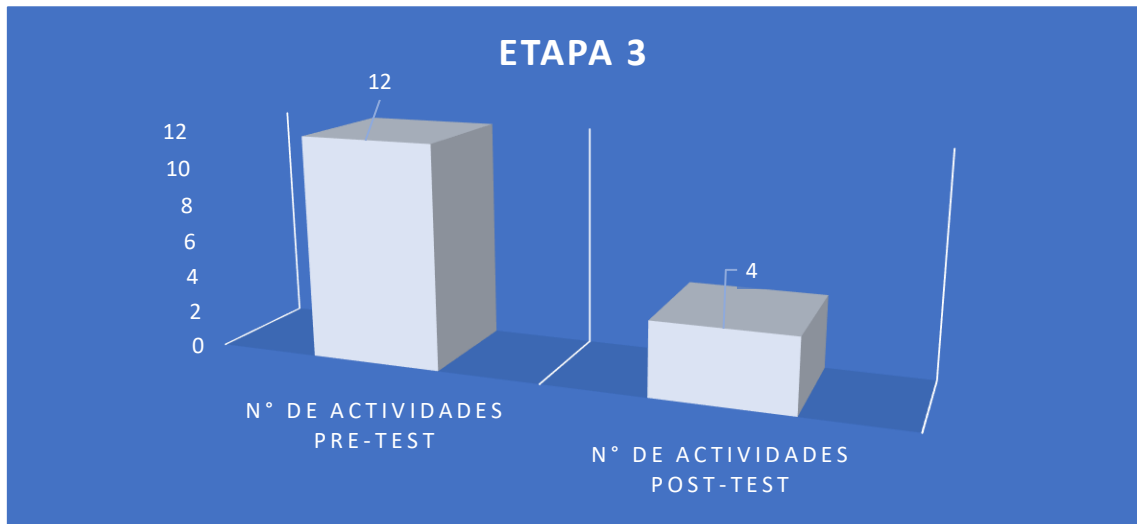 ETAPA 3
12
12
10
8
6
4
2
0
4
N° DE ACTIVIDADES
PRE-TEST
N° DE ACTIVIDADES
POST-TEST